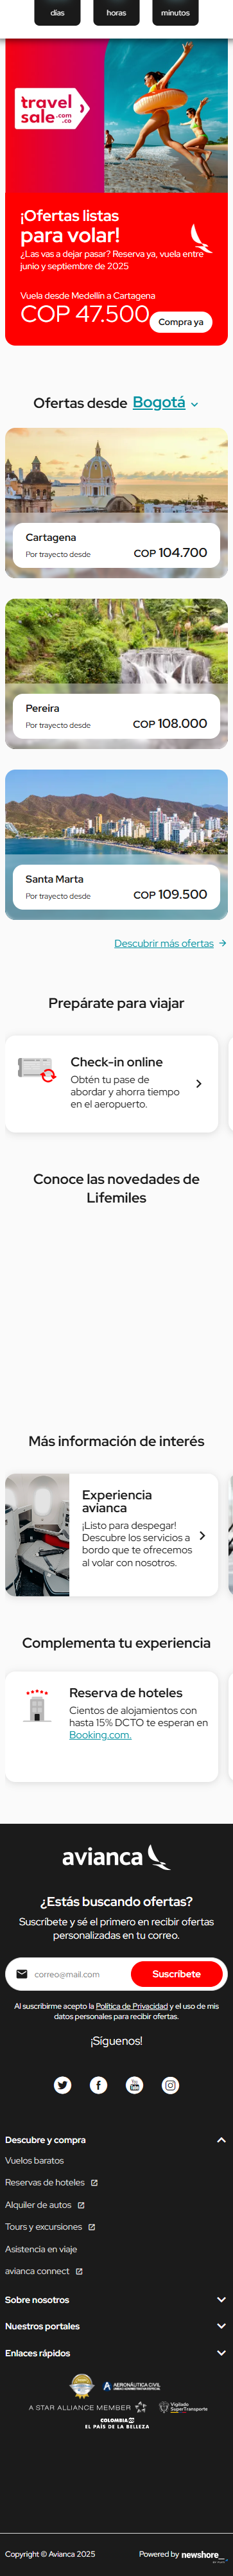 días horas minutos
travel
sale.com
.co
¡Ofertas listas
para volar!
¿Las vas a dejar pasar? Reserva ya, vuela entre
junio y septiembre de 2025
Vuela desde Medellín a Cartagena
COP 47.500
Compra ya
Ofertas desde Bogotá
Cartagena
Por trayecto desde COP 104.700
Pereira
Por trayecto desde COP 108.000
Santa Marta
Por trayecto desde COP 109.500
Descubrir más ofertas
Prepárate para viajar
Check-in online
Obtén tu pase de
abordar y ahorra tiempo
en el aeropuerto.
Conoce las novedades de
Lifemiles
Más información de interés
Experiencia
avianca
¡Listo para despegar!
Descubre los servicios a
bordo que te ofrecemos
al volar con nosotros.
Complementa tu experiencia
Reserva de hoteles
Cientos de alojamientos con
hasta 15% DCTO te esperan en
Booking.com.
avianca
¿Estás buscando ofertas?
Suscríbete y sé el primero en recibir ofertas
personalizadas en tu correo.
correo@mail.com Suscríbete
Al suscribirme acepto la Política de Privacidad y el uso de mis
datos personales para recibir ofertas.
¡Síguenos!
You
Tube
Descubre y compra
Vuelos baratos
Reservas de hoteles
Alquiler de autos
Tours y excursiones
Asistencia en viaje
avianca connect
Sobre nosotros
Nuestros portales
Enlaces rápidos
AERONÁUTICA CIVIL
A STAR ALLIANCE MEMBER
Vigilado
SuperTransporte
COLOMBIA
EL PAÍS DE LA BELLEZA
Copyright © Avianca 2025 Powered by newshore